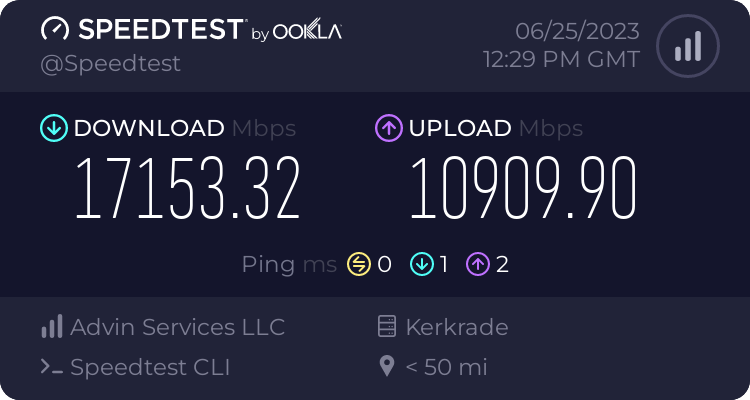 SPEEDTEST by OOKLA
@Speedtest
06/25/2023
12:29 PM GMT
DOWNLOAD Mbps
17153.32
UPLOAD Mbps
10909.90
Ping ms 0 1 2
Advin Services LLC
Kerkrade
Speedtest CLI
< 50 mi